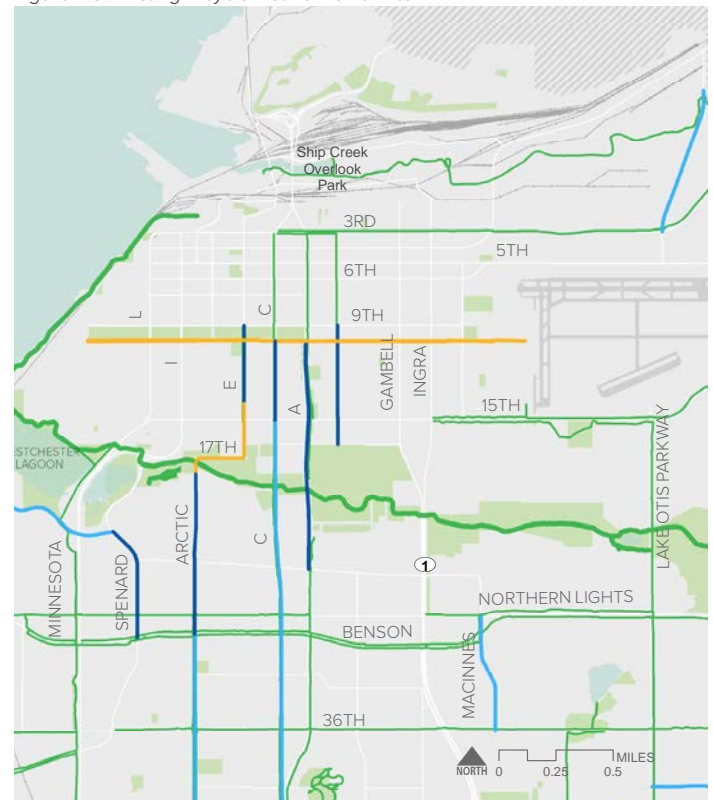 Ship Creek
Overlook
Park
3RD
5TH
6TH
L
C
9TH
I
E
A
GAMBELL
INGRA
15TH
17TH
LAGOON
LAKE OTIS PARKWAY
MINNESOTA
SPENARD
ARCTIC
C
1
NORTHERN LIGHTS
BENSON
MACINNES
36TH
NORTH
0 0.25 0.5
MILES